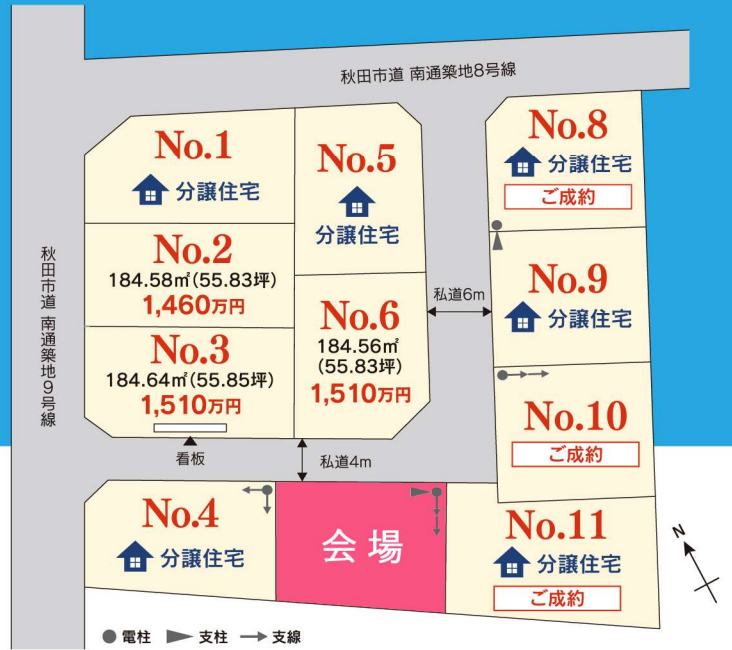 秋田市道 南通築地8号線
秋田市道 南通築地9号線
No.1
分譲住宅
No.2
184.58㎡(55.83坪)
1,460万円
No.3
184.64㎡(55.85坪)
1,510万円
看板
No.5
分譲住宅
No.6
184.56㎡
(55.83坪)
1,510万円
私道6m
私道4m
No.8
分譲住宅
ご成約
No.9
分譲住宅
No.10
ご成約
No.4
分譲住宅
会場
No.11
分譲住宅
ご成約
N
電柱 支柱 支線